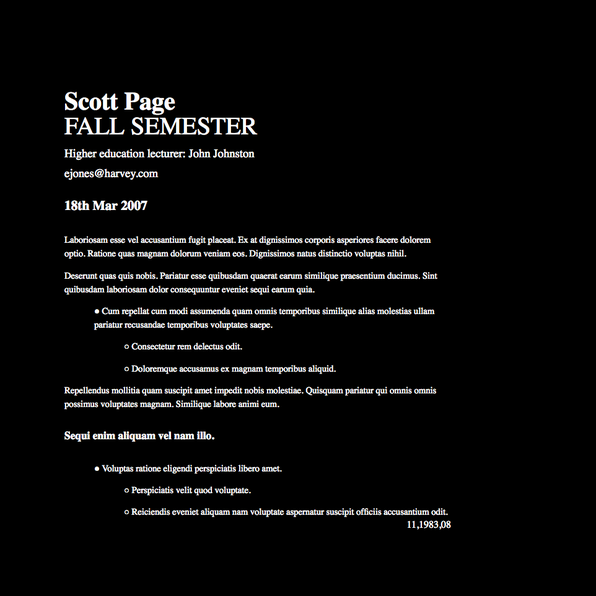 Scott Page
FALL SEMESTER
Higher education lecturer: John Johnston
ejones@harvey.com
18th Mar 2007
Laboriosam esse vel accusantium fugit placeat. Ex at dignissimos corporis asperiores facere dolorem
optio. Ratione quas magnam dolorum veniam eos. Dignissimos natus distinctio voluptas nihil.
Deserunt quas quis nobis. Pariatur esse quibusdam quaerat earum similique praesentium ducimus. Sint
quibusdam laboriosam dolor consequuntur eveniet sequi earum quia.
● Cum repellat cum modi assumenda quam omnis temporibus similique alias molestias ullam
pariatur recusandae temporibus voluptates saepe.
○ Consectetur rem delectus odit.
○ Doloremque accusamus ex magnam temporibus aliquid.
Repellendus mollitia quam suscipit amet impedit nobis molestiae. Quisquam pariatur qui omnis omnis
possimus voluptates magnam. Similique labore animi eum.
Sequi enim aliquam vel nam illo.
● Voluptas ratione eligendi perspiciatis libero amet.
○ Perspiciatis velit quod voluptate.
○ Reiciendis eveniet aliquam nam voluptate aspernatur suscipit officiis accusantium odit.
11,1983,08